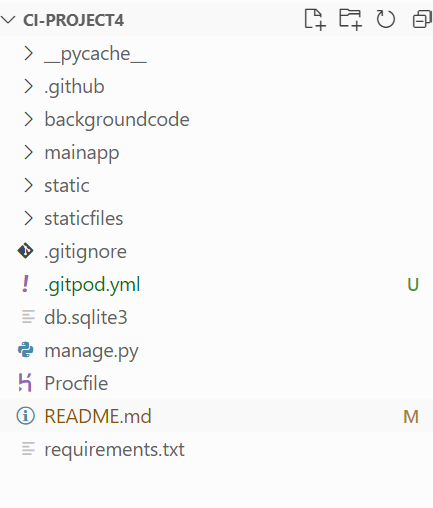 CI-PROJECT4
__pycache__
.github
backgroundcode
mainapp
static
staticfiles
.gitignore
! .gitpod.yml U
db.sqlite3
manage.py
Procfile
README.md M
requirements.txt